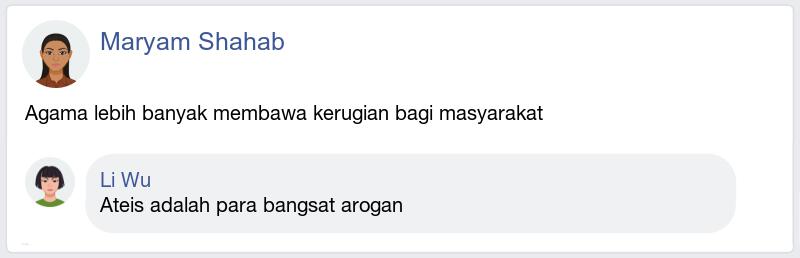 Maryam Shahab
Agama lebih banyak membawa kerugian bagi masyarakat
Li Wu
Ateis adalah para bangsat arogan